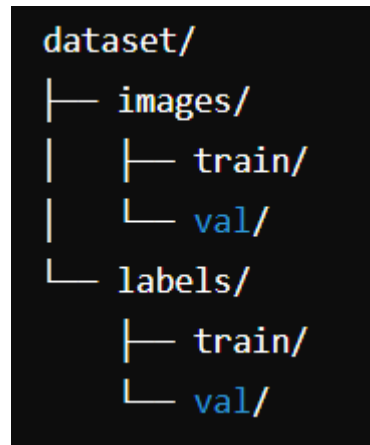 dataset/
├── images/
│   ├── train/
│   └── val/
└── labels/
    ├── train/
    └── val/